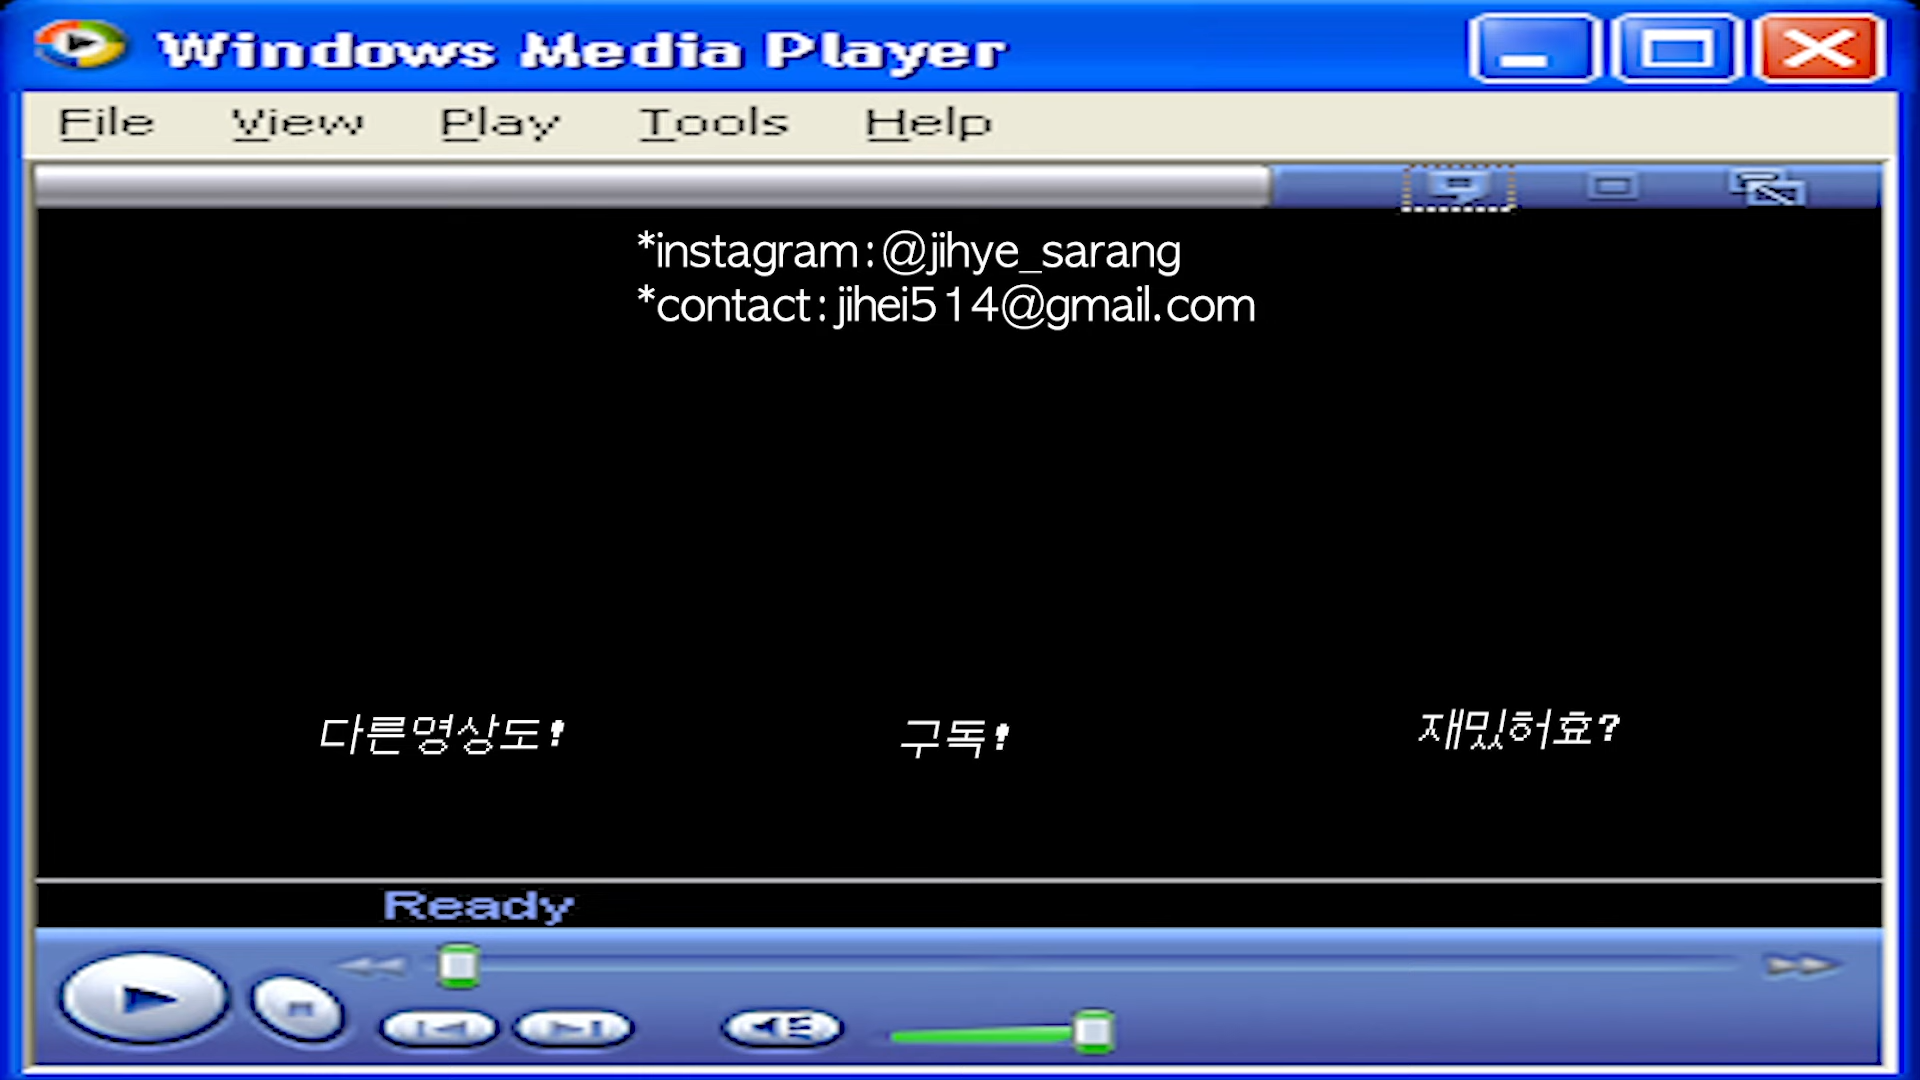 Windows Media Player
File View Play Tools Help
*instagram:@jihye_sarang
*contact:jihei514@gmail.com
다른영상도! 구독! 재밌허효?
Ready